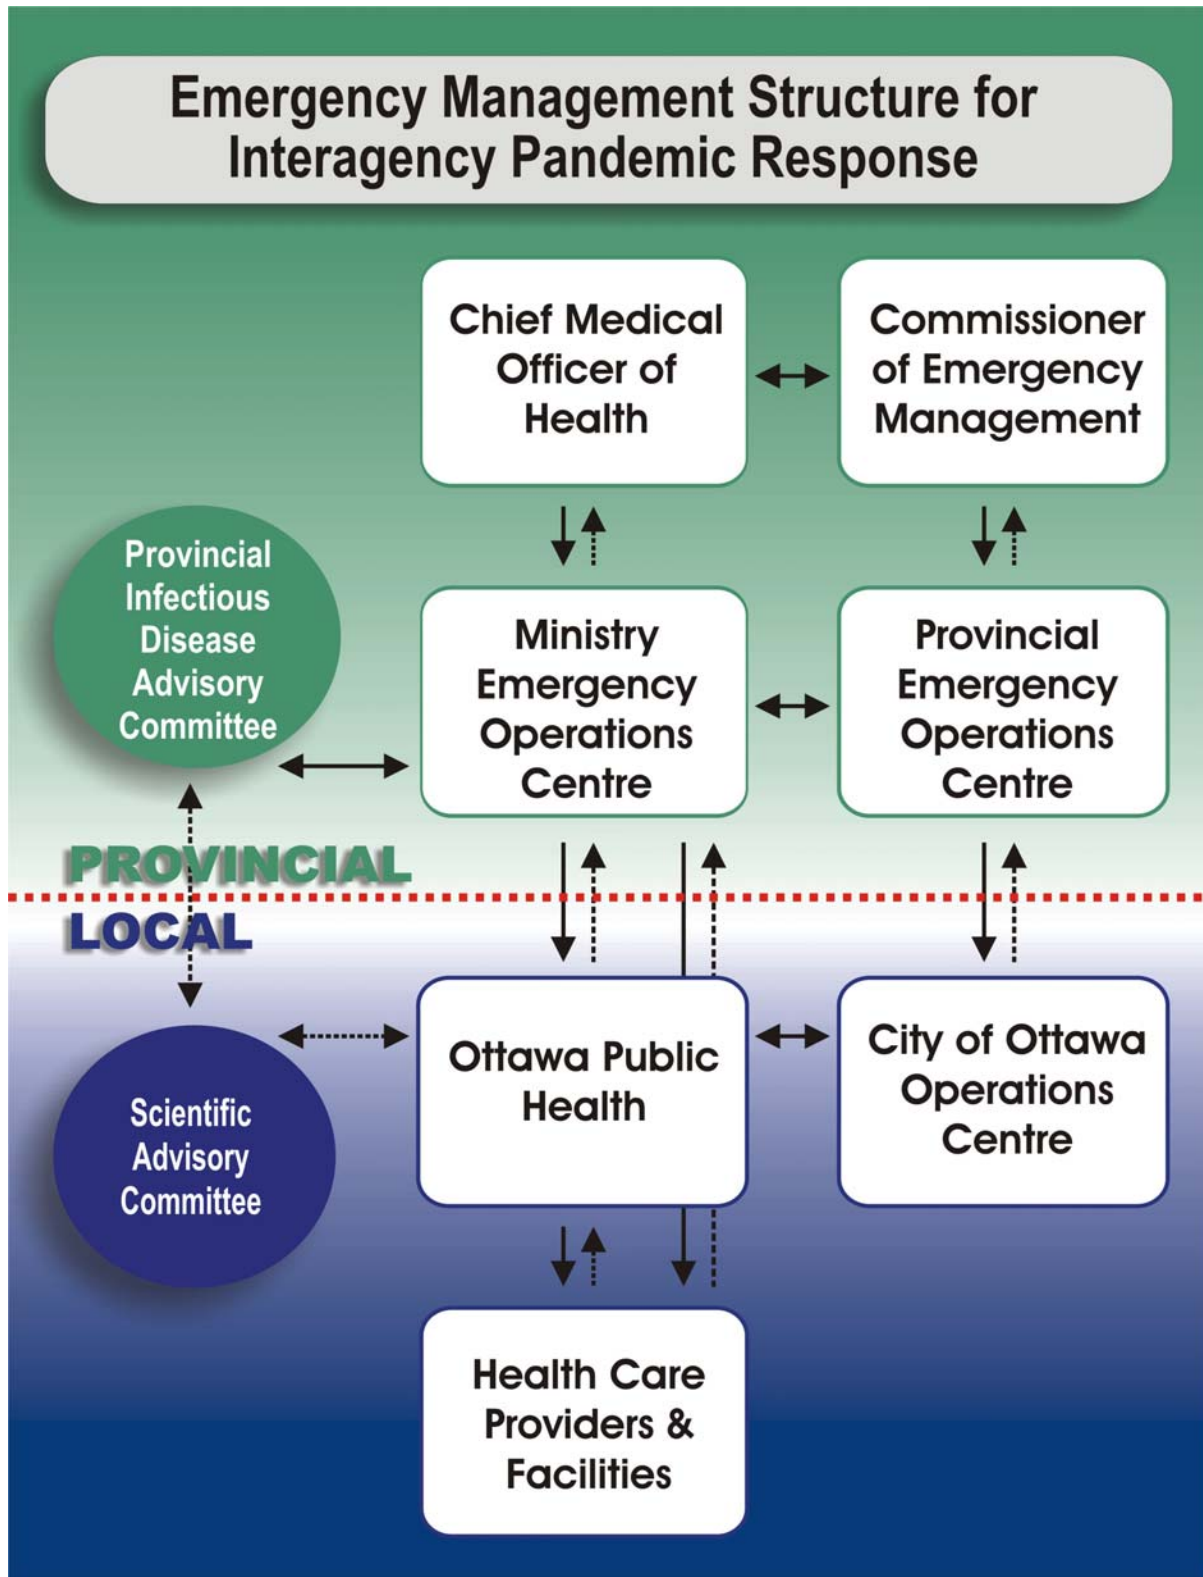 Emergency Management Structure for
Interagency Pandemic Response
Chief Medical
Officer of
Health
Commissioner
of Emergency
Management
Provincial
Infectious
Disease
Advisory
Committee
Ministry
Emergency
Operations
Centre
Provincial
Emergency
Operations
Centre
PROVINCIAL
LOCAL
Scientific
Advisory
Committee
Ottawa Public
Health
City of Ottawa
Operations
Centre
Health Care
Providers &
Facilities